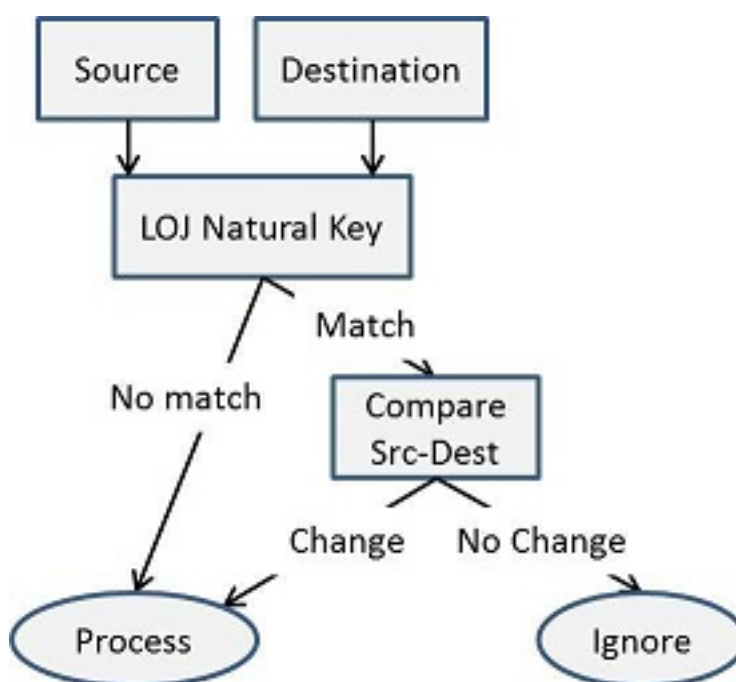 Source
Destination
LOJ Natural Key
Match
No match
Compare
Src-Dest
Change
No Change
Process
Ignore